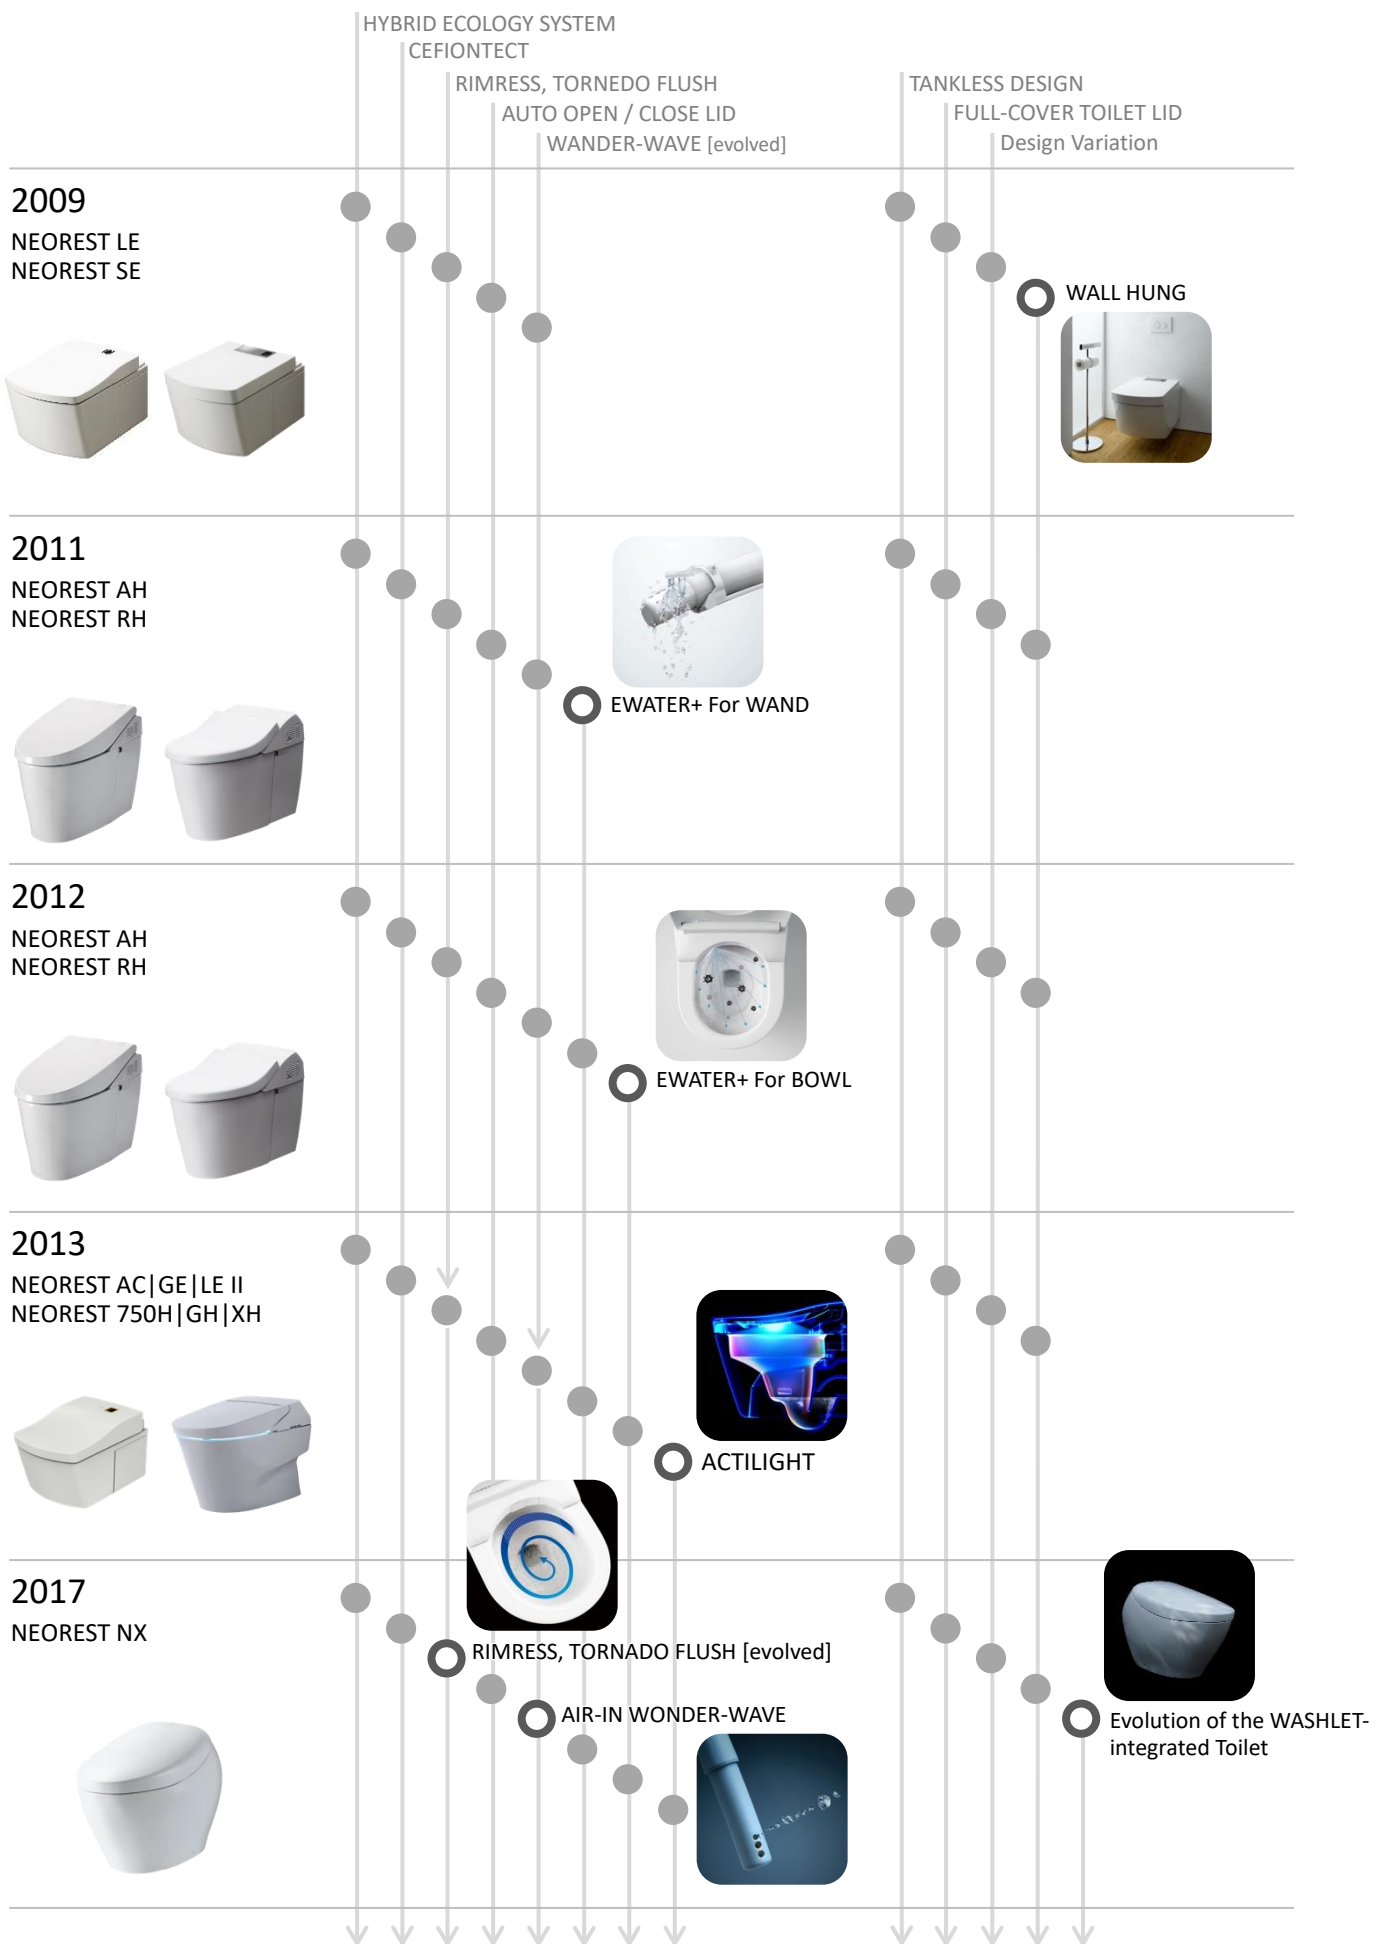 HYBRID ECOLOGY SYSTEM
CEFIONTECT
RIMRESS, TORNEDO FLUSH
AUTO OPEN / CLOSE LID
WANDER-WAVE [evolved]
TANKLESS DESIGN
FULL-COVER TOILET LID
Design Variation
2009
NEOREST LE
NEOREST SE
WALL HUNG
2011
NEOREST AH
NEOREST RH
EWATER+ For WAND
2012
NEOREST AH
NEOREST RH
EWATER+ For BOWL
2013
NEOREST AC|GE|LE II
NEOREST 750H|GH|XH
ACTILIGHT
2017
NEOREST NX
RIMRESS, TORNADO FLUSH [evolved]
AIR-IN WONDER-WAVE
Evolution of the WASHLET-
integrated Toilet